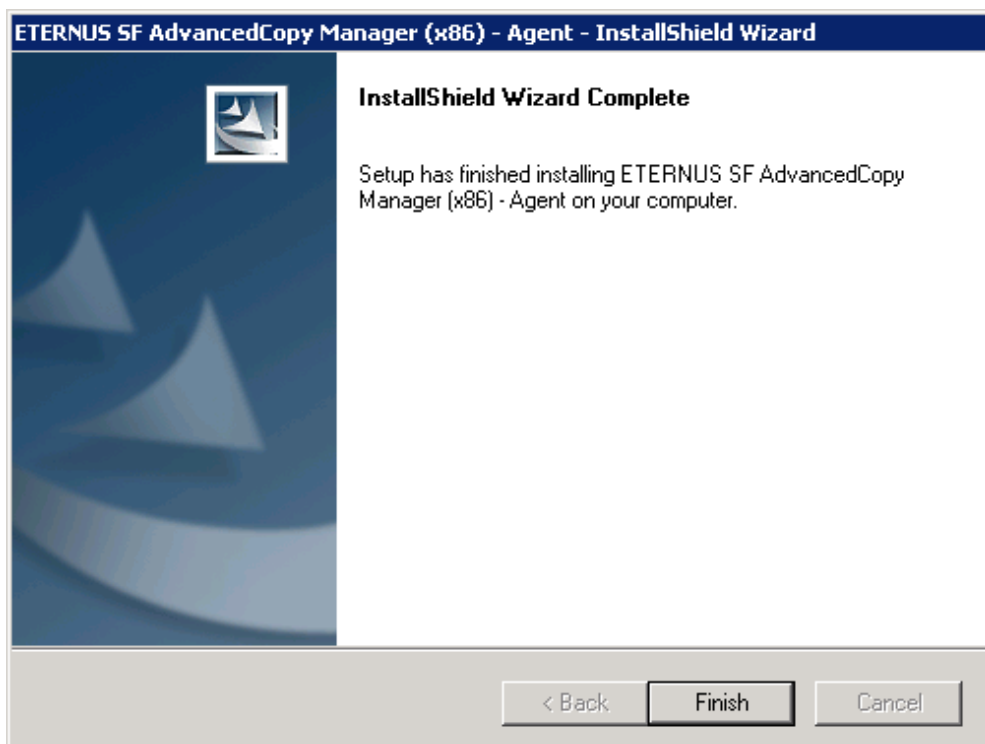 ETERNUS SF AdvancedCopy Manager (x86) - Agent - InstallShield Wizard
InstallShield Wizard Complete
Setup has finished installing ETERNUS SF AdvancedCopy
Manager (x86) - Agent on your computer.
< Back Finish Cancel